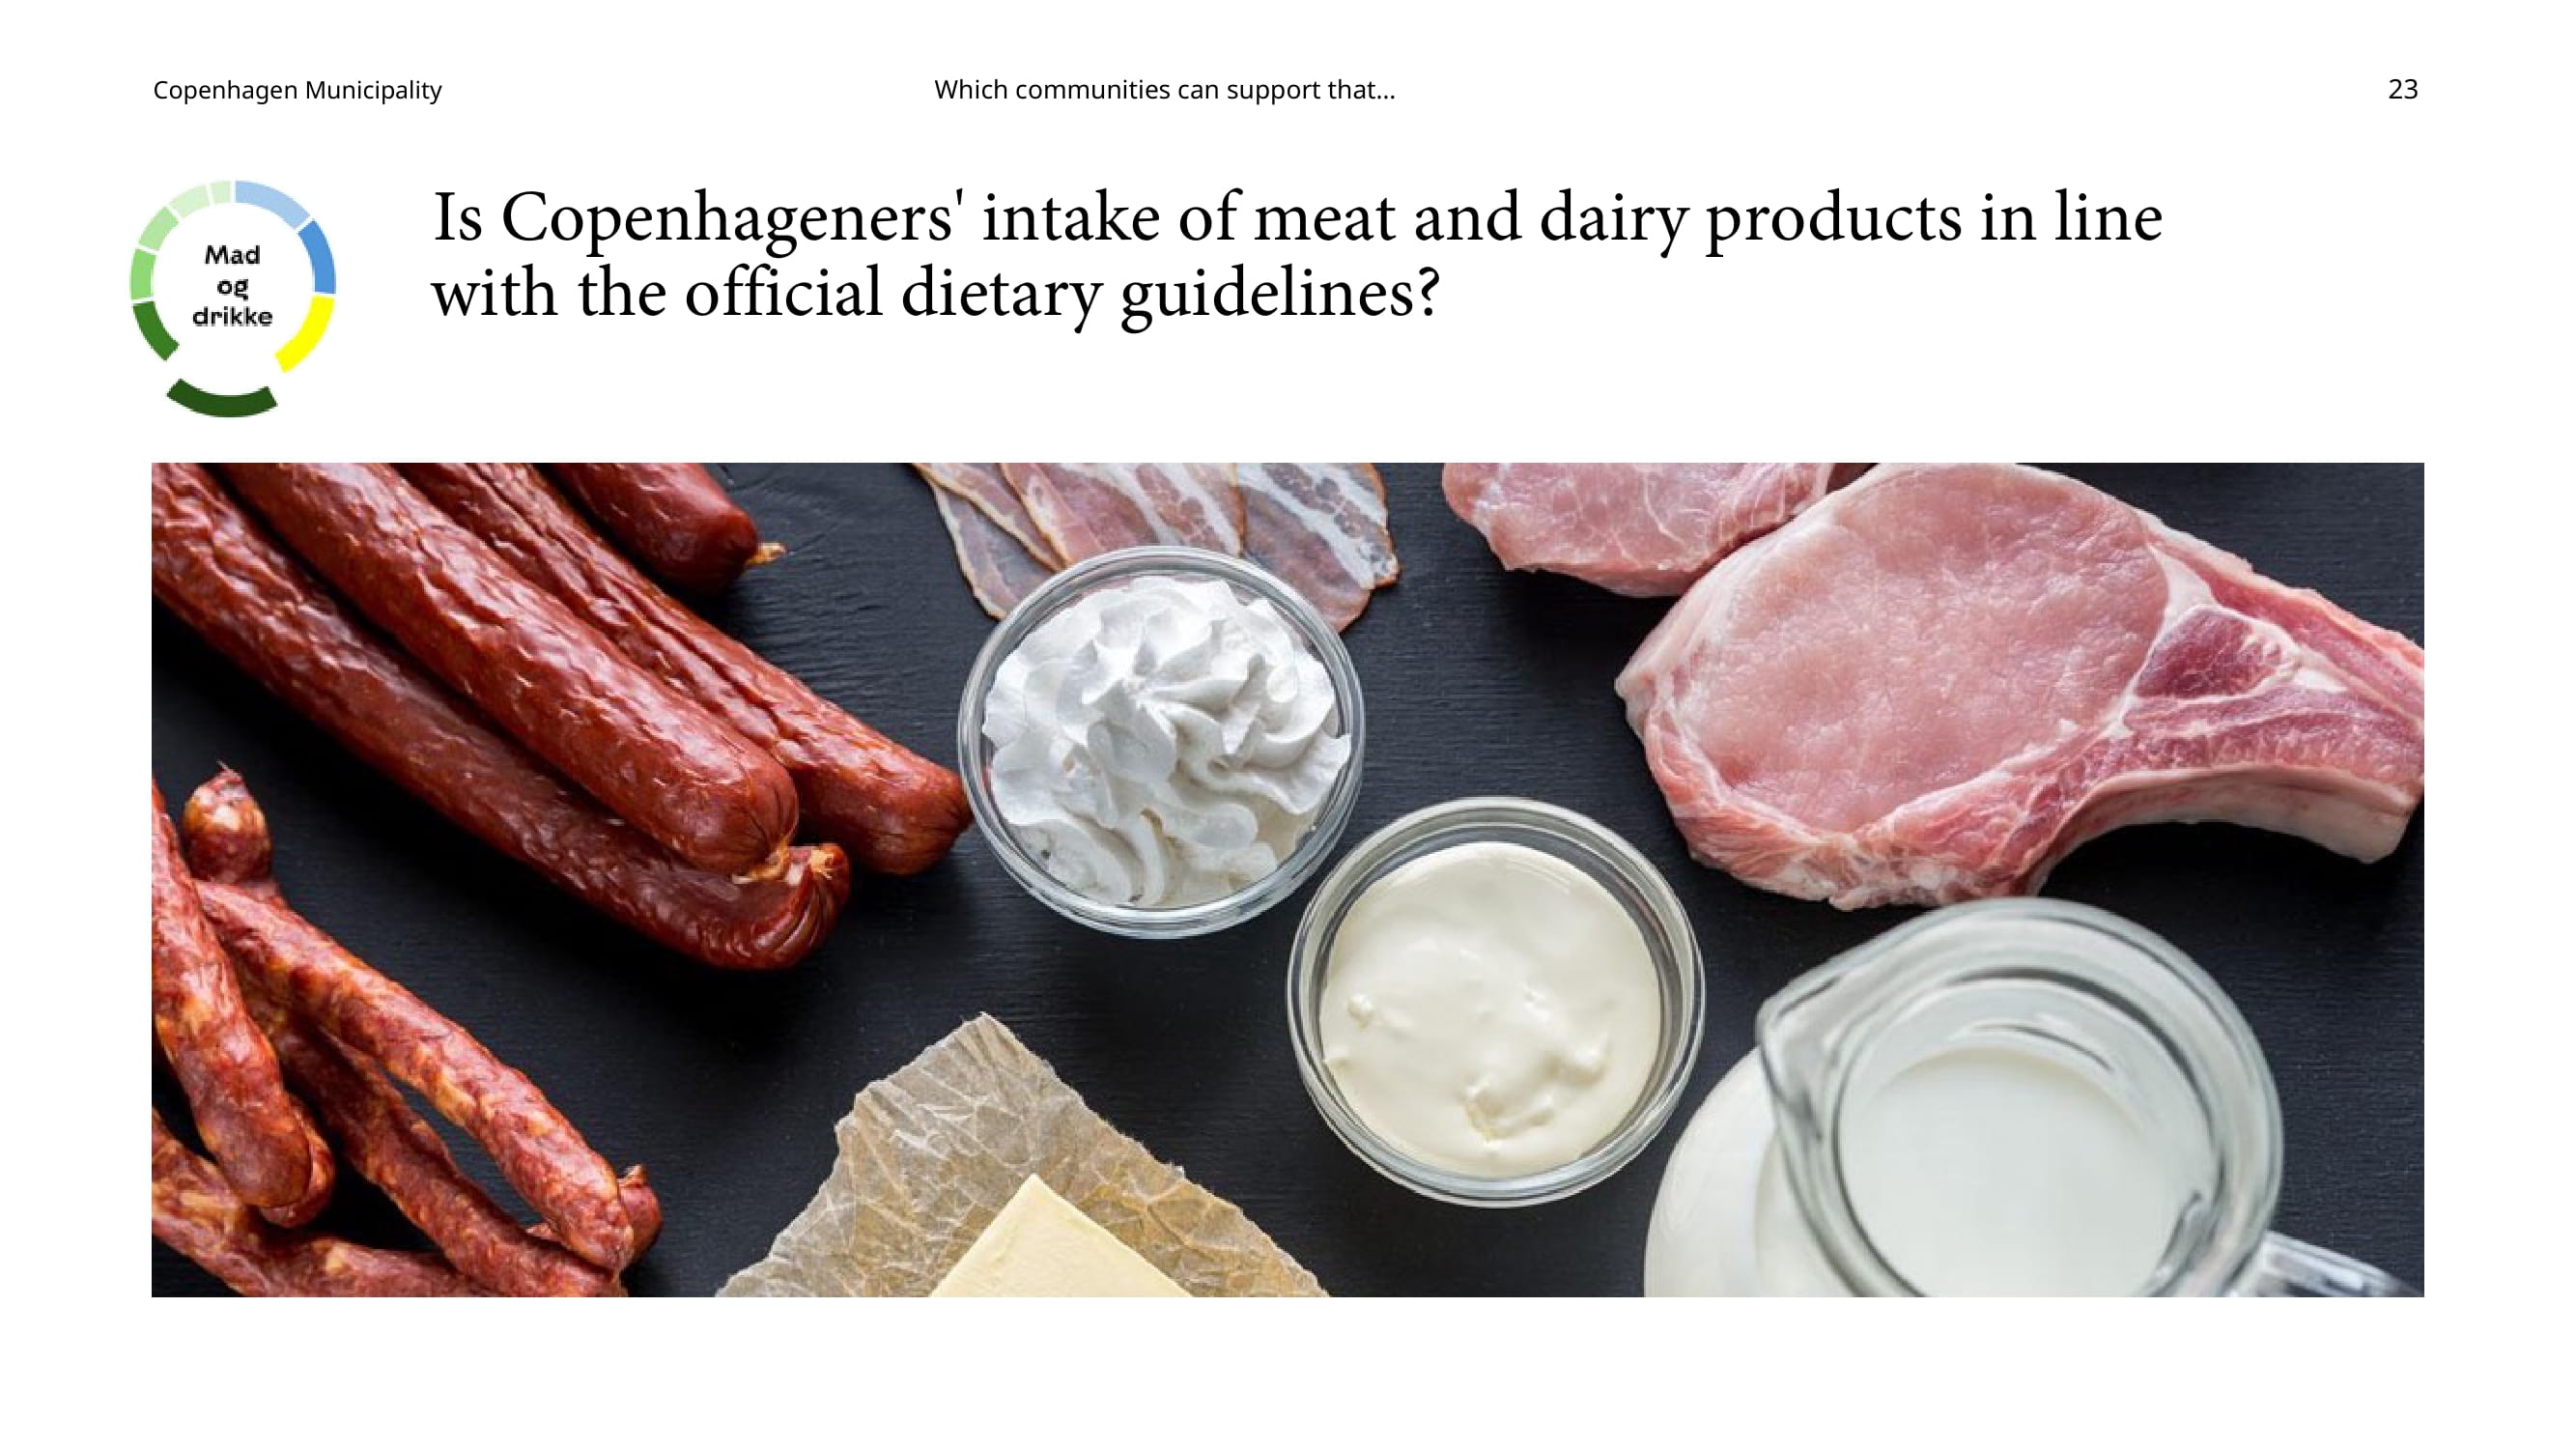 Copenhagen Municipality
Which communities can support that...
23
Mad
og
drikke
Is Copenhageners' intake of meat and dairy products in line
with the official dietary guidelines?